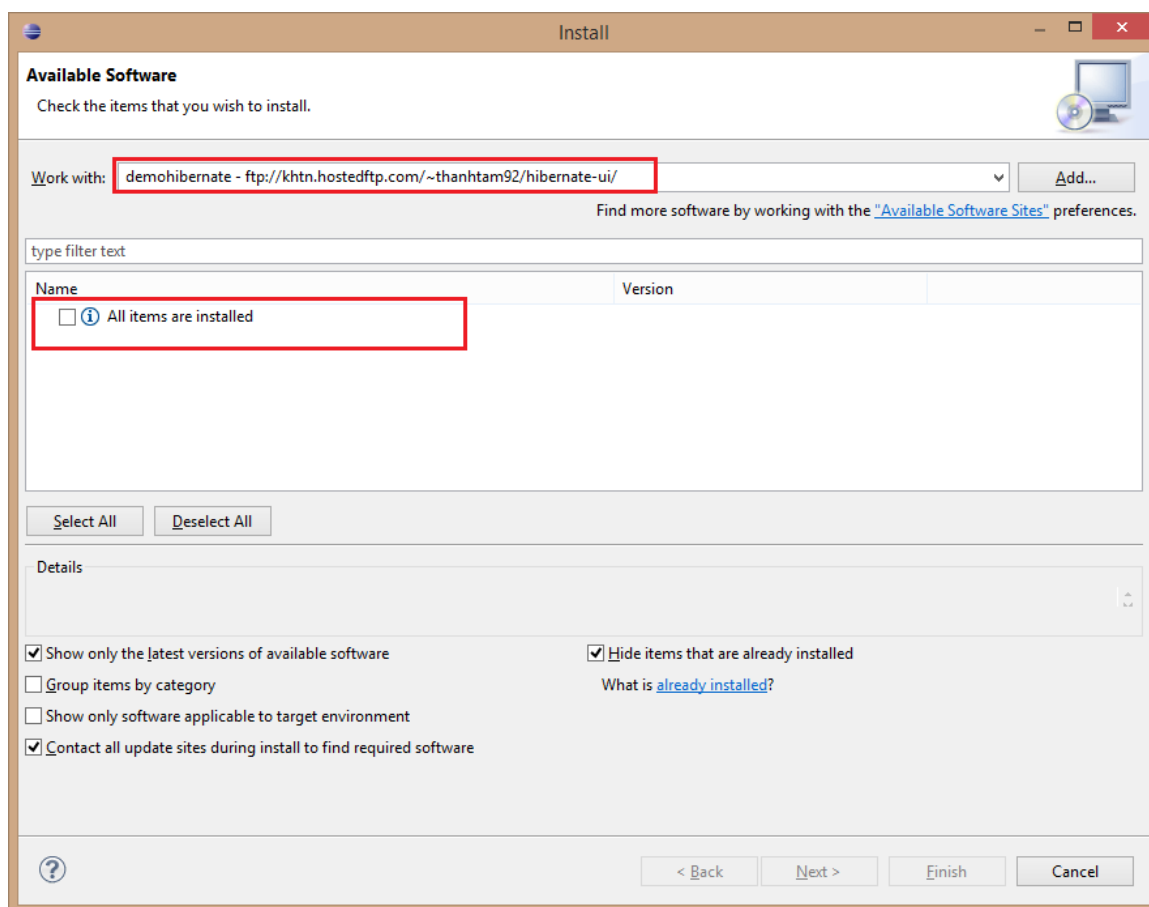 Install
Available Software
Check the items that you wish to install.
Work with: demohibernate - ftp://khtn.hostedftp.com/~thanhtam92/hibernate-ui/ Add...
Find more software by working with the "Available Software Sites" preferences.
type filter text
Name Version
All items are installed
Select All Deselect All
Details
Show only the latest versions of available software Hide items that are already installed
Group items by category What is already installed?
Show only software applicable to target environment
Contact all update sites during install to find required software
? < Back Next > Finish Cancel